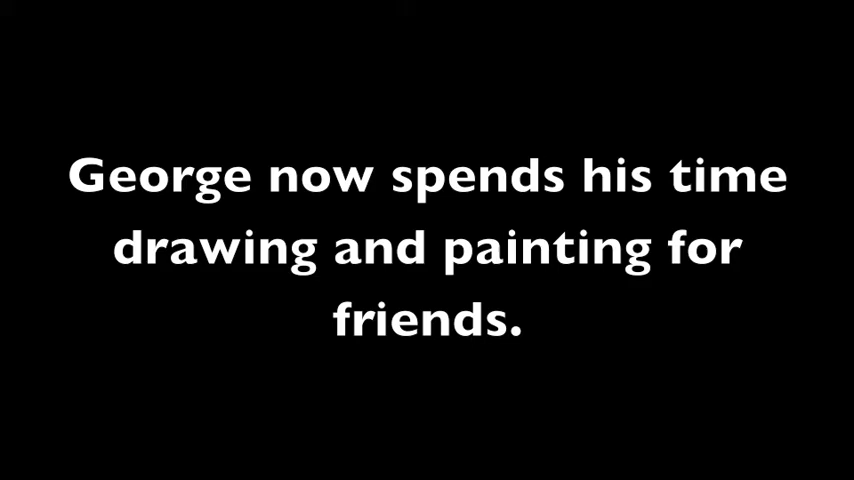 George now spends his time
drawing and painting for
friends.